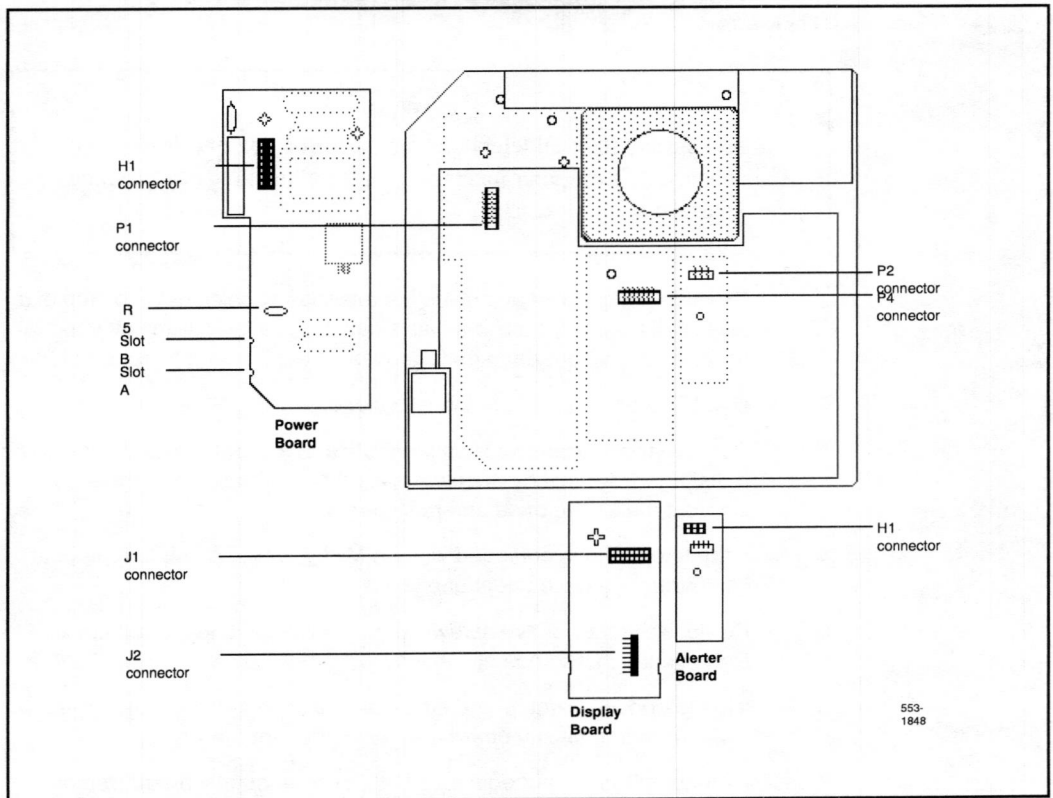 H1
connector
P1
connector
R
5
Slot
B
Slot
A
Power
Board
P2
connector
P4
connector
H1
connector
J1
connector
J2
connector
Alerter
Board
Display
Board
553-
1848